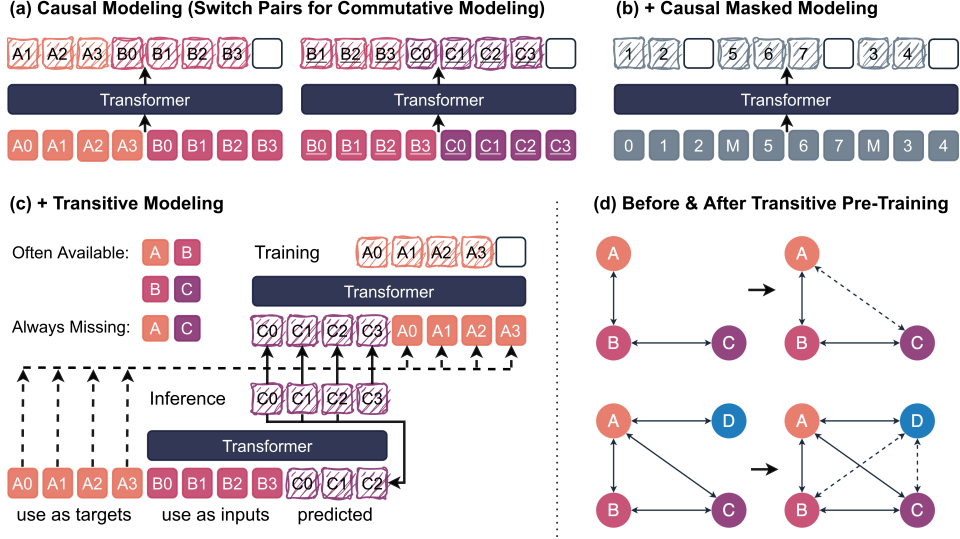 (a) Causal Modeling (Switch Pairs for Commutative Modeling)
A1 A2 A3 B0 B1 B2 B3
Transformer
A0 A1 A2 A3 B0 B1 B2 B3
B1 B2 B3 C0 C1 C2 C3
Transformer
B0 B1 B2 B3 C0 C1 C2 C3
(b) + Causal Masked Modeling
1 2 5 6 7 3 4
Transformer
0 1 2 M 5 6 7 M 3 4
(c) + Transitive Modeling
Often Available: A B
B C
Always Missing: A C
Training A0 A1 A2 A3
Transformer
C0 C1 C2 C3 A0 A1 A2 A3
Inference C0 C1 C2 C3
Transformer
A0 A1 A2 A3 B0 B1 B2 B3 C0 C1 C2
use as targets use as inputs predicted
(d) Before & After Transitive Pre-Training
A A
B C B C
A D A D
B C B C